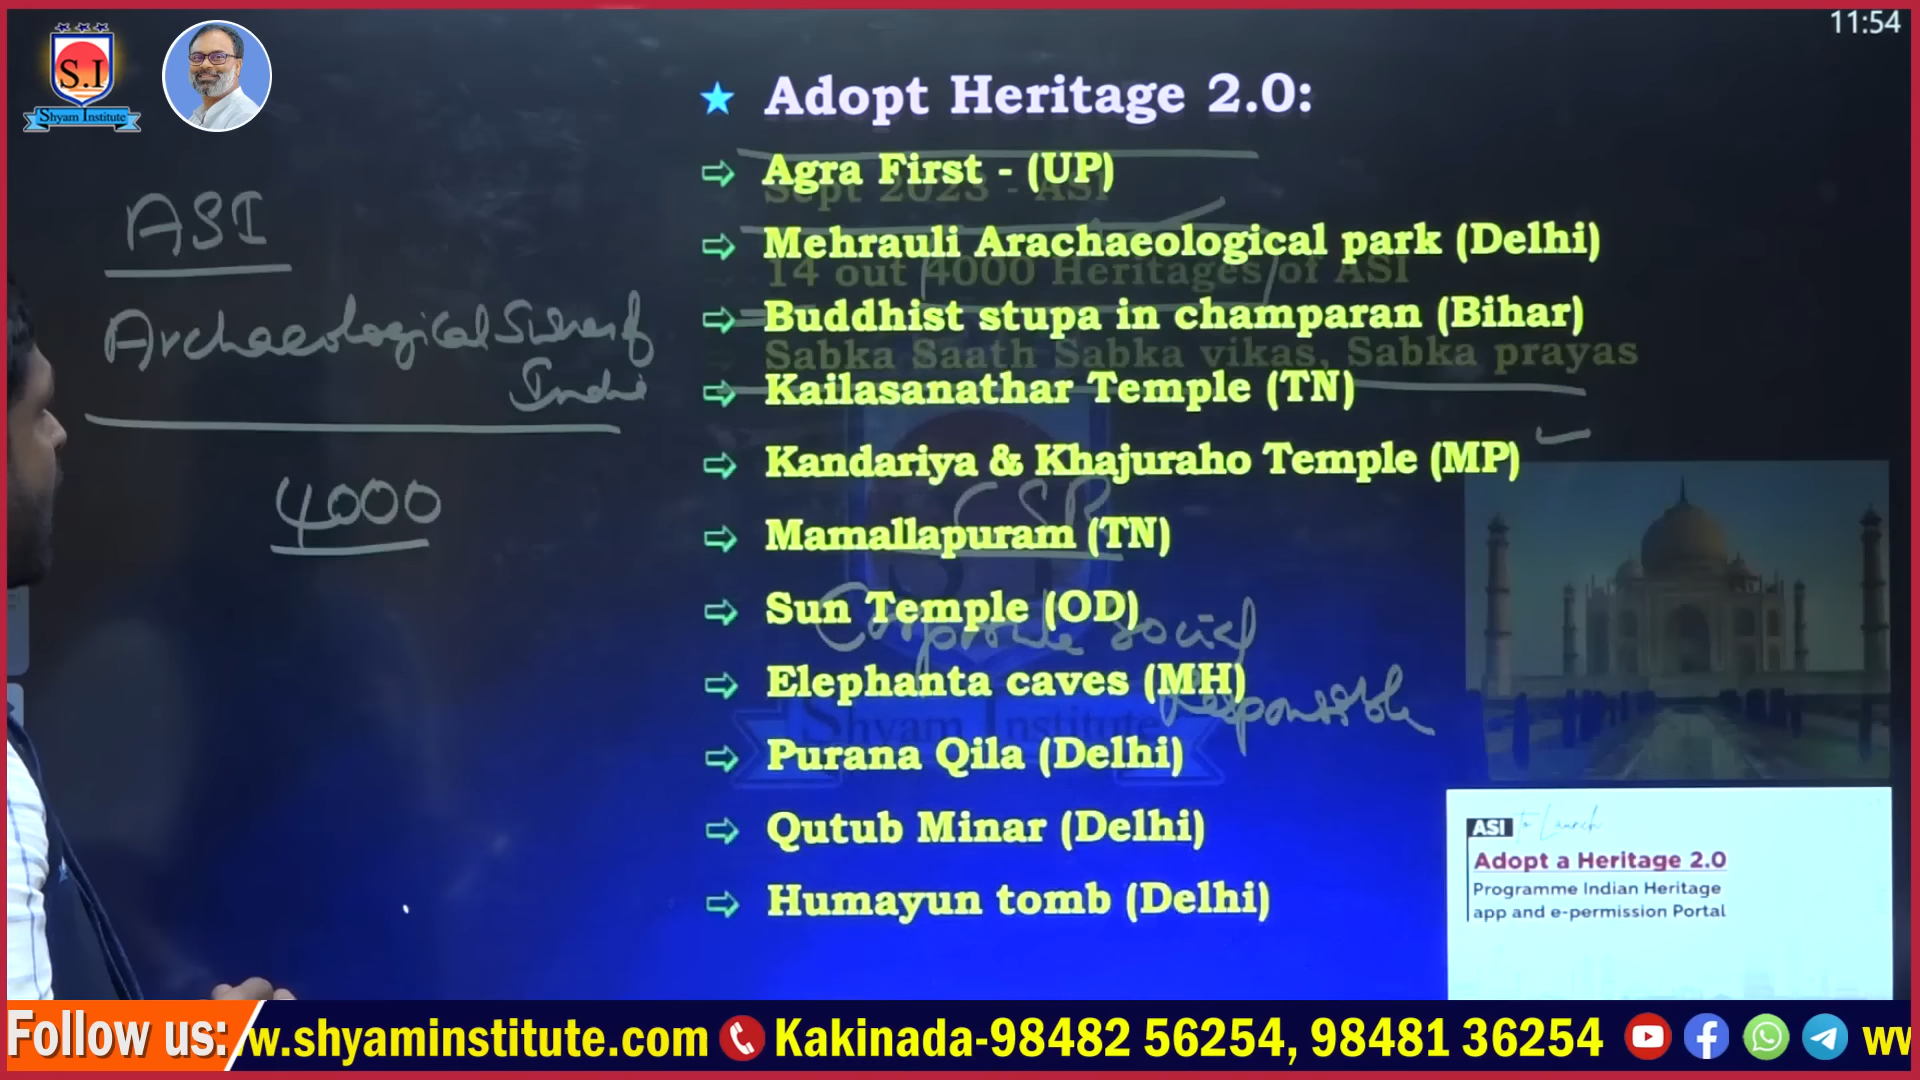 11:54
S.I
Shyam Institute
Adopt Heritage 2.0:
Agra First - (UP)
Sept 2023 - ASI
Mehrauli Arachaeological park (Delhi)
14 out 4000 Heritages of ASI
Buddhist stupa in champaran (Bihar)
Sabka Saath Sabka vikas, Sabka prayas
Kailasanathar Temple (TN)
Kandariya & Khajuraho Temple (MP)
Mamallapuram (TN)
Sun Temple (OD)
Elephanta caves (MH)
Purana Qila (Delhi)
Qutub Minar (Delhi)
Humayun tomb (Delhi)
ASI
Archaeological
4000
CSR
Corporate social
Shyam Institute
ASI to Launch
Adopt a Heritage 2.0
Programme Indian Heritage
app and e-permission Portal
Follow us: w.shyaminstitute.com Kakinada-98482 56254, 98481 36254